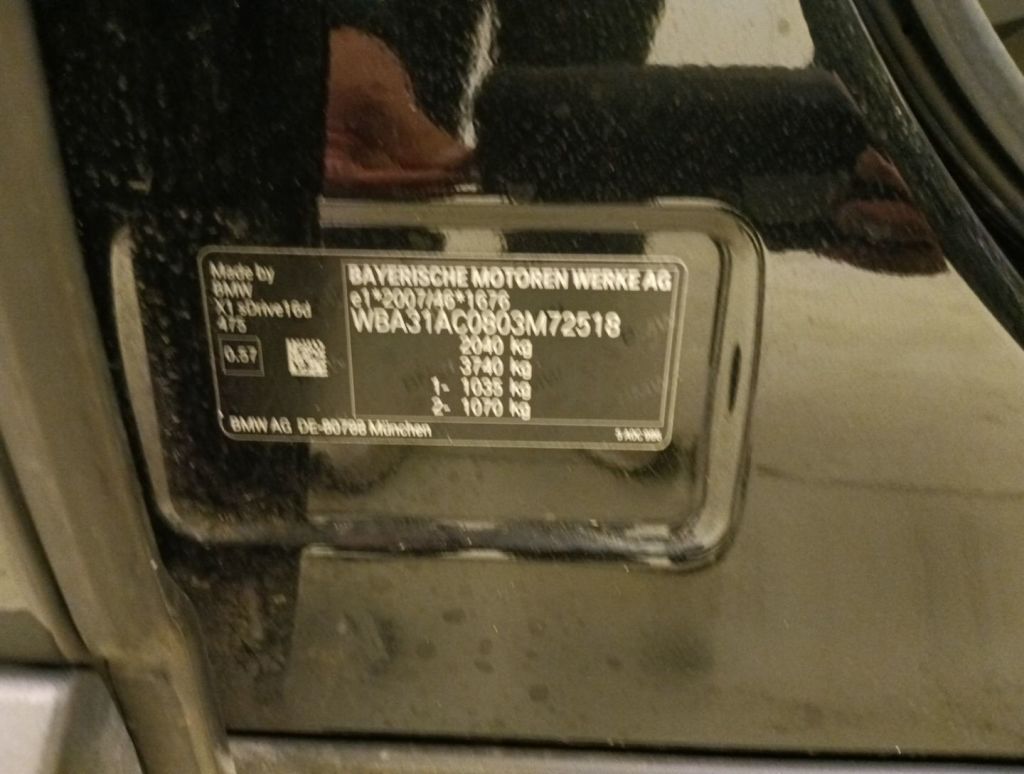 Made by
BMW
X1 sDrive16d
475
0.57
BAYERISCHE MOTOREN WERKE AG
e1*2007/46*1676
WBA31AC0803M72518
2040 kg
3740 kg
1- 1035 kg
2- 1070 kg
BMW AG, DE-80788 München